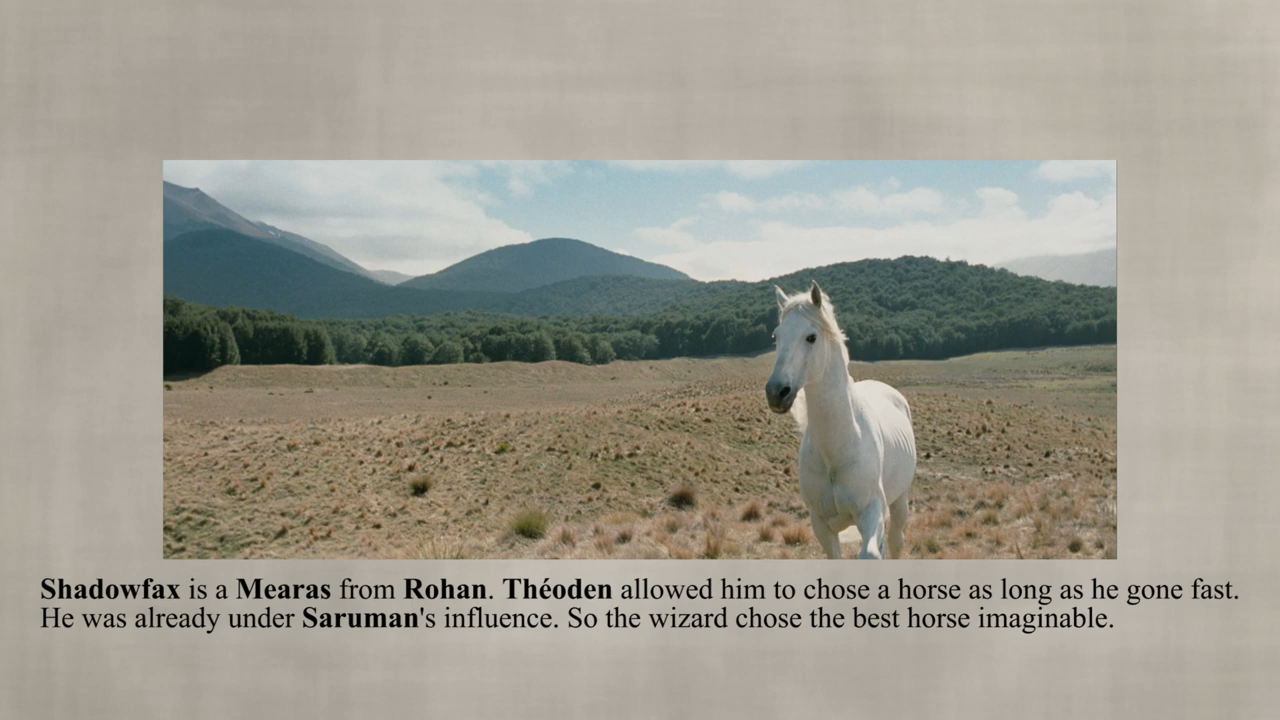 Shadowfax is a Mearas from Rohan. Théoden allowed him to chose a horse as long as he gone fast.
He was already under Saruman's influence. So the wizard chose the best horse imaginable.